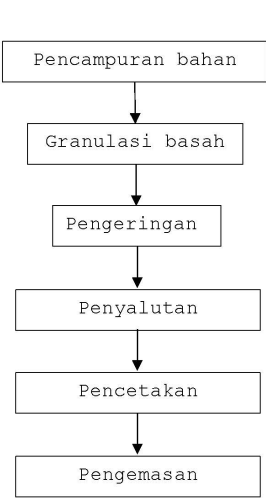 Pencampuran bahan
Granulasi basah
Pengeringan
Penyalutan
Pencetakan
Pengemasan